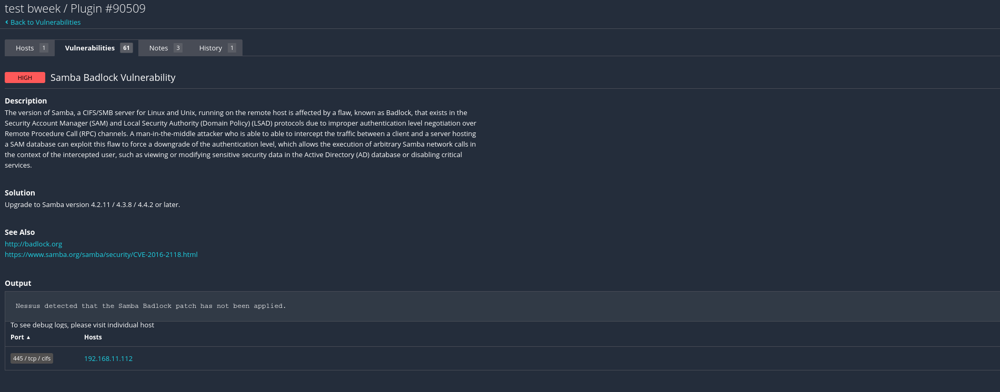 test bweek / Plugin #90509
‹ Back to Vulnerabilities
Hosts 1 Vulnerabilities 61 Notes 3 History 1
HIGH Samba Badlock Vulnerability
Description
The version of Samba, a CIFS/SMB server for Linux and Unix, running on the remote host is affected by a flaw, known as Badlock, that exists in the
Security Account Manager (SAM) and Local Security Authority (Domain Policy) (LSAD) protocols due to improper authentication level negotiation over
Remote Procedure Call (RPC) channels. A man-in-the-middle attacker who is able to able to intercept the traffic between a client and a server hosting
a SAM database can exploit this flaw to force a downgrade of the authentication level, which allows the execution of arbitrary Samba network calls in
the context of the intercepted user, such as viewing or modifying sensitive security data in the Active Directory (AD) database or disabling critical
services.
Solution
Upgrade to Samba version 4.2.11 / 4.3.8 / 4.4.2 or later.
See Also
http://badlock.org
https://www.samba.org/samba/security/CVE-2016-2118.html
Output
Nessus detected that the Samba Badlock patch has not been applied.
To see debug logs, please visit individual host
Port ▲ Hosts
445 / tcp / cifs 192.168.11.112